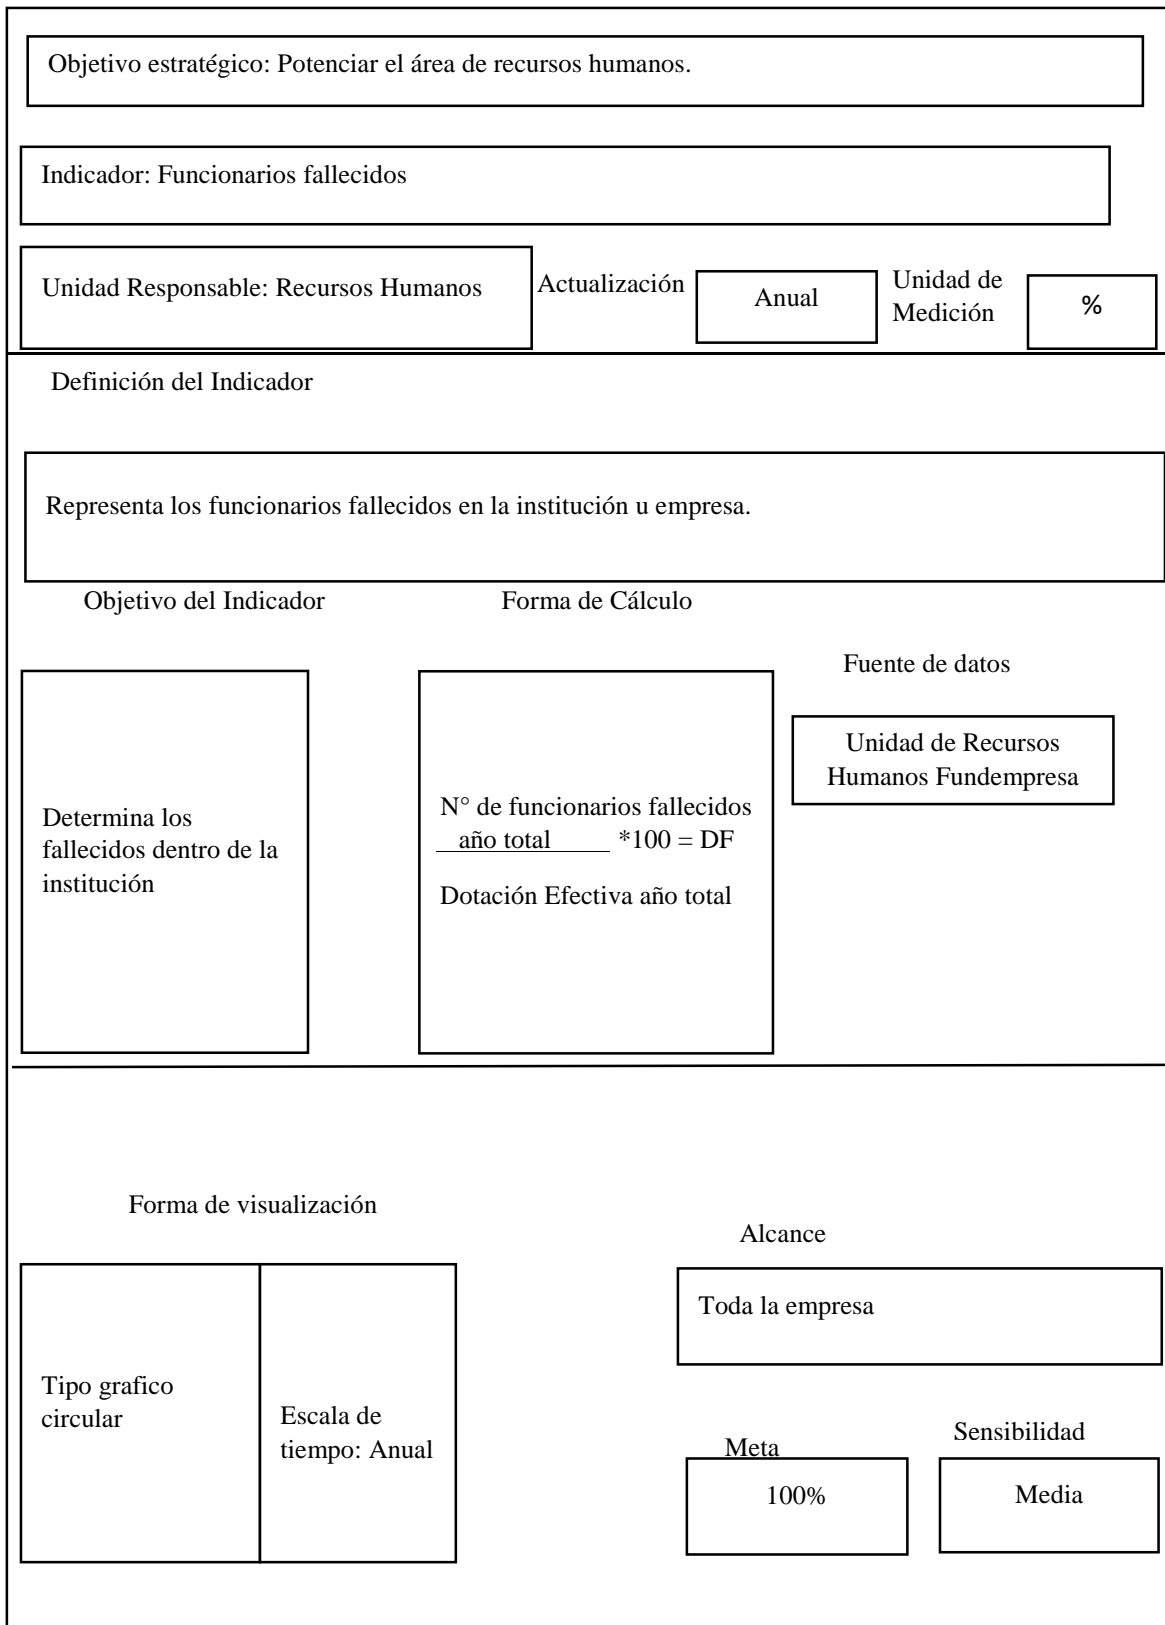 Objetivo estratégico: Potenciar el área de recursos humanos.
Indicador: Funcionarios fallecidos
Unidad Responsable: Recursos Humanos
Actualización
Anual
Unidad de
Medición
%
Definición del Indicador
Representa los funcionarios fallecidos en la institución u empresa.
Objetivo del Indicador
Forma de Cálculo
Fuente de datos
Determina los
fallecidos dentro de la
institución
N° de funcionarios fallecidos
año total *100 = DF
Dotación Efectiva año total
Unidad de Recursos
Humanos Fundempresa
Forma de visualización
Tipo grafico
circular
Escala de
tiempo: Anual
Alcance
Toda la empresa
Meta
100%
Sensibilidad
Media